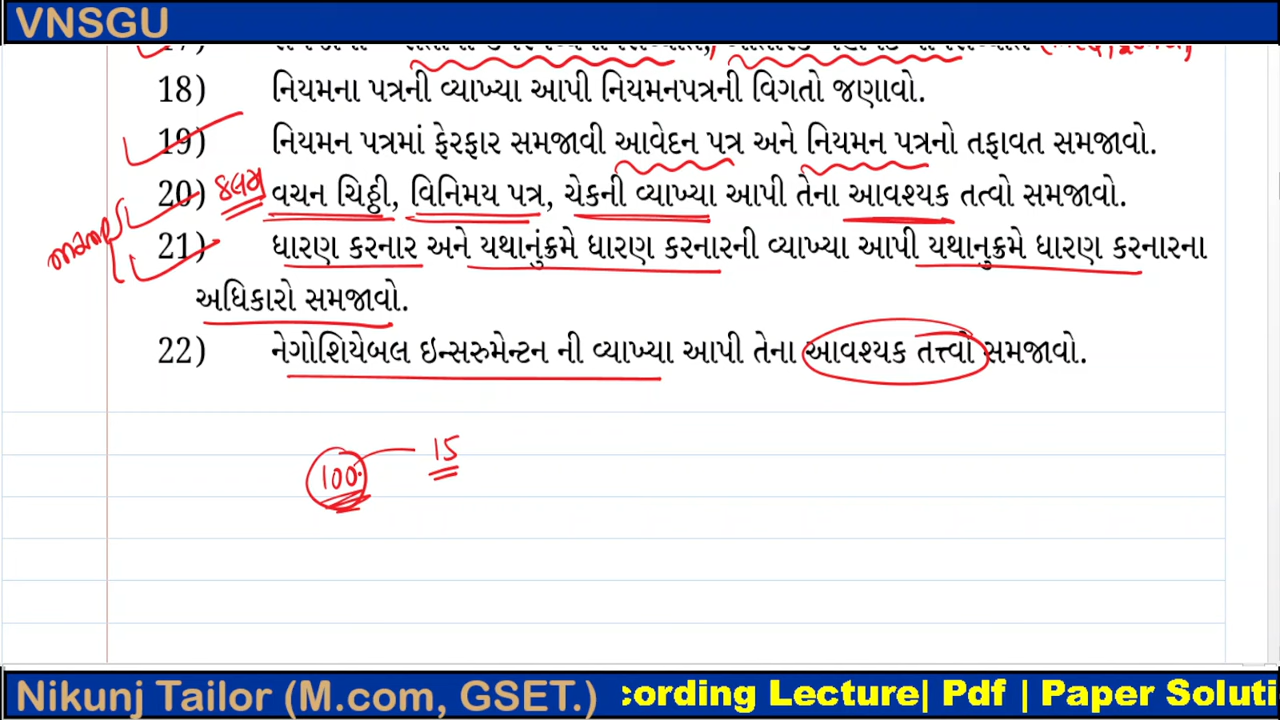 VNSGU
18) નિયમના પત્રની વ્યાખ્યા આપી નિયમનપત્રની વિગતો જણાવો.
19) નિયમન પત્રમાં ફેરફાર સમજાવી આવેદન પત્ર અને નિયમન પત્રનો તફાવત સમજાવો.
20) કલમ વચન ચિઠ્ઠી, વિનિમય પત્ર, ચેકની વ્યાખ્યા આપી તેના આવશ્યક તત્વો સમજાવો.
21) ધારણ કરનાર અને યથાનુંક્રમે ધારણ કરનારની વ્યાખ્યા આપી યથાનુક્રમે ધારણ કરનારના
અધિકારો સમજાવો.
22) નેગોશિયેબલ ઇન્સરુમેન્ટન ની વ્યાખ્યા આપી તેના આવશ્યક તત્ત્વો સમજાવો.
100. 15
Nikunj Tailor (M.com, GSET.) cording Lecture| Pdf | Paper Soluti